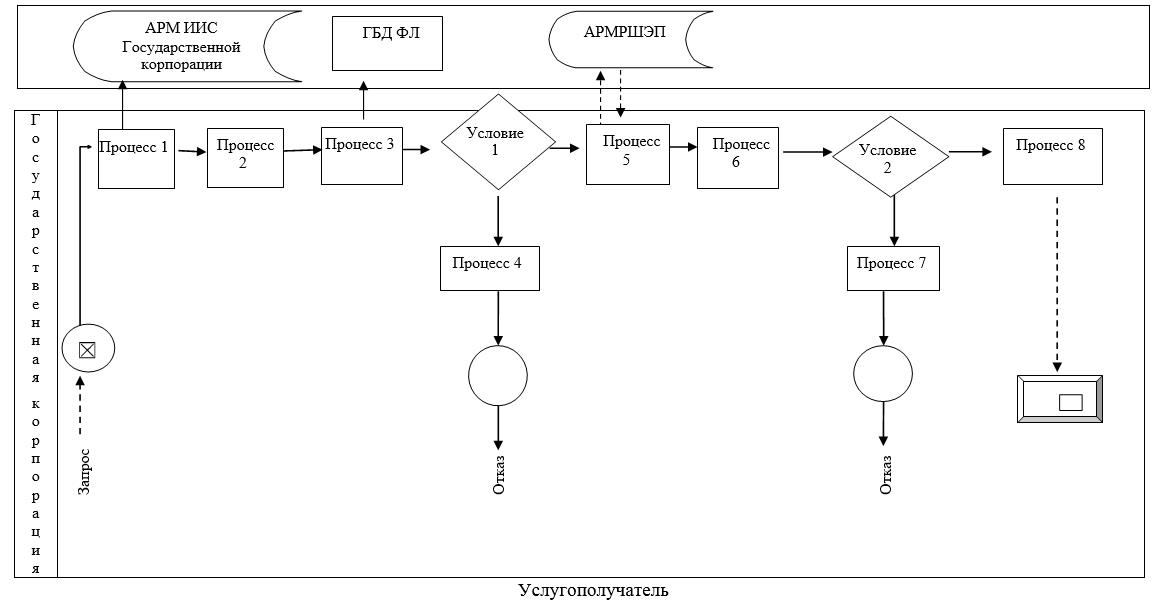 АРМ ИИС
Государственной
корпорации
ГБД ФЛ
АРМРШЭП
Государственная корпорация
Процесс 1
Процесс
2
Процесс 3
Условие
1
Процесс
5
Процесс
6
Условие
2
Процесс 8
Процесс 4
Процесс 7
Запрос
Отказ
Отказ
Услугополучатель